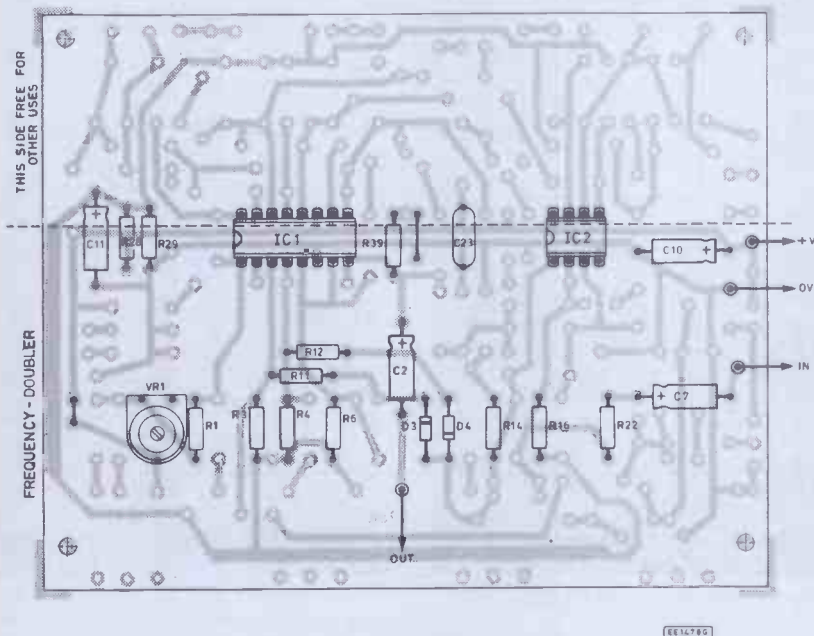 THIS SIDE FREE FOR
OTHER USES
FREQUENCY - DOUBLER
C11
R29
IC1
R39
C23
IC2
C10
+V
0V
IN
R12
R11
C2
VR1
R1
R3
R4
R6
D3
D4
R14
R16
R22
C7
OUT
EE1478G